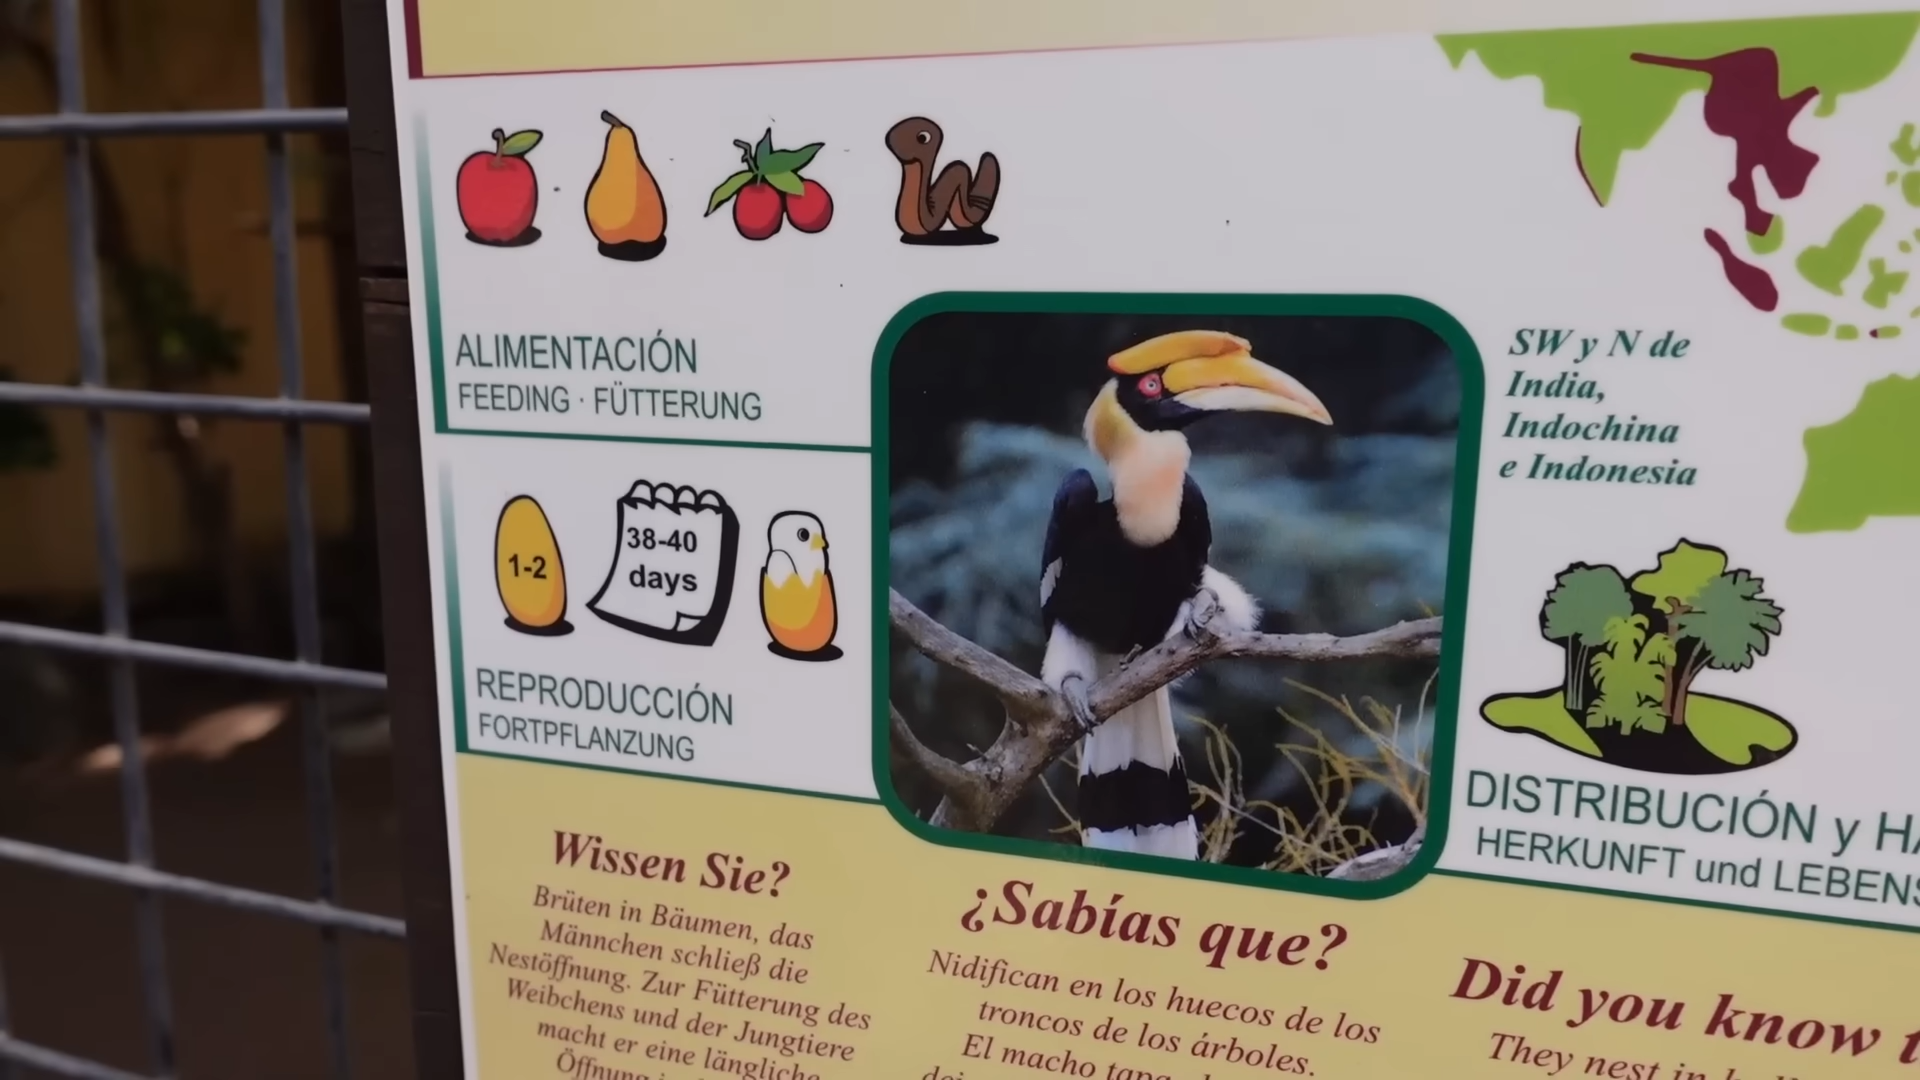 ALIMENTACIÓN
FEEDING · FÜTTERUNG
1-2
38-40
days
REPRODUCCIÓN
FORTPFLANZUNG
SW y N de
India,
Indochina
e Indonesia
DISTRIBUCIÓN y
HERKUNFT und
Wissen Sie?
Brüten in Bäumen, das
Männchen schließ die
Nestöffnung. Zur Fütterung des
Weibchens und der Jungtiere
macht er eine längliche
Öffnung
¿Sabías que?
Nidifican en los huecos de los
troncos de los árboles.
El macho
Did you know
They nest in